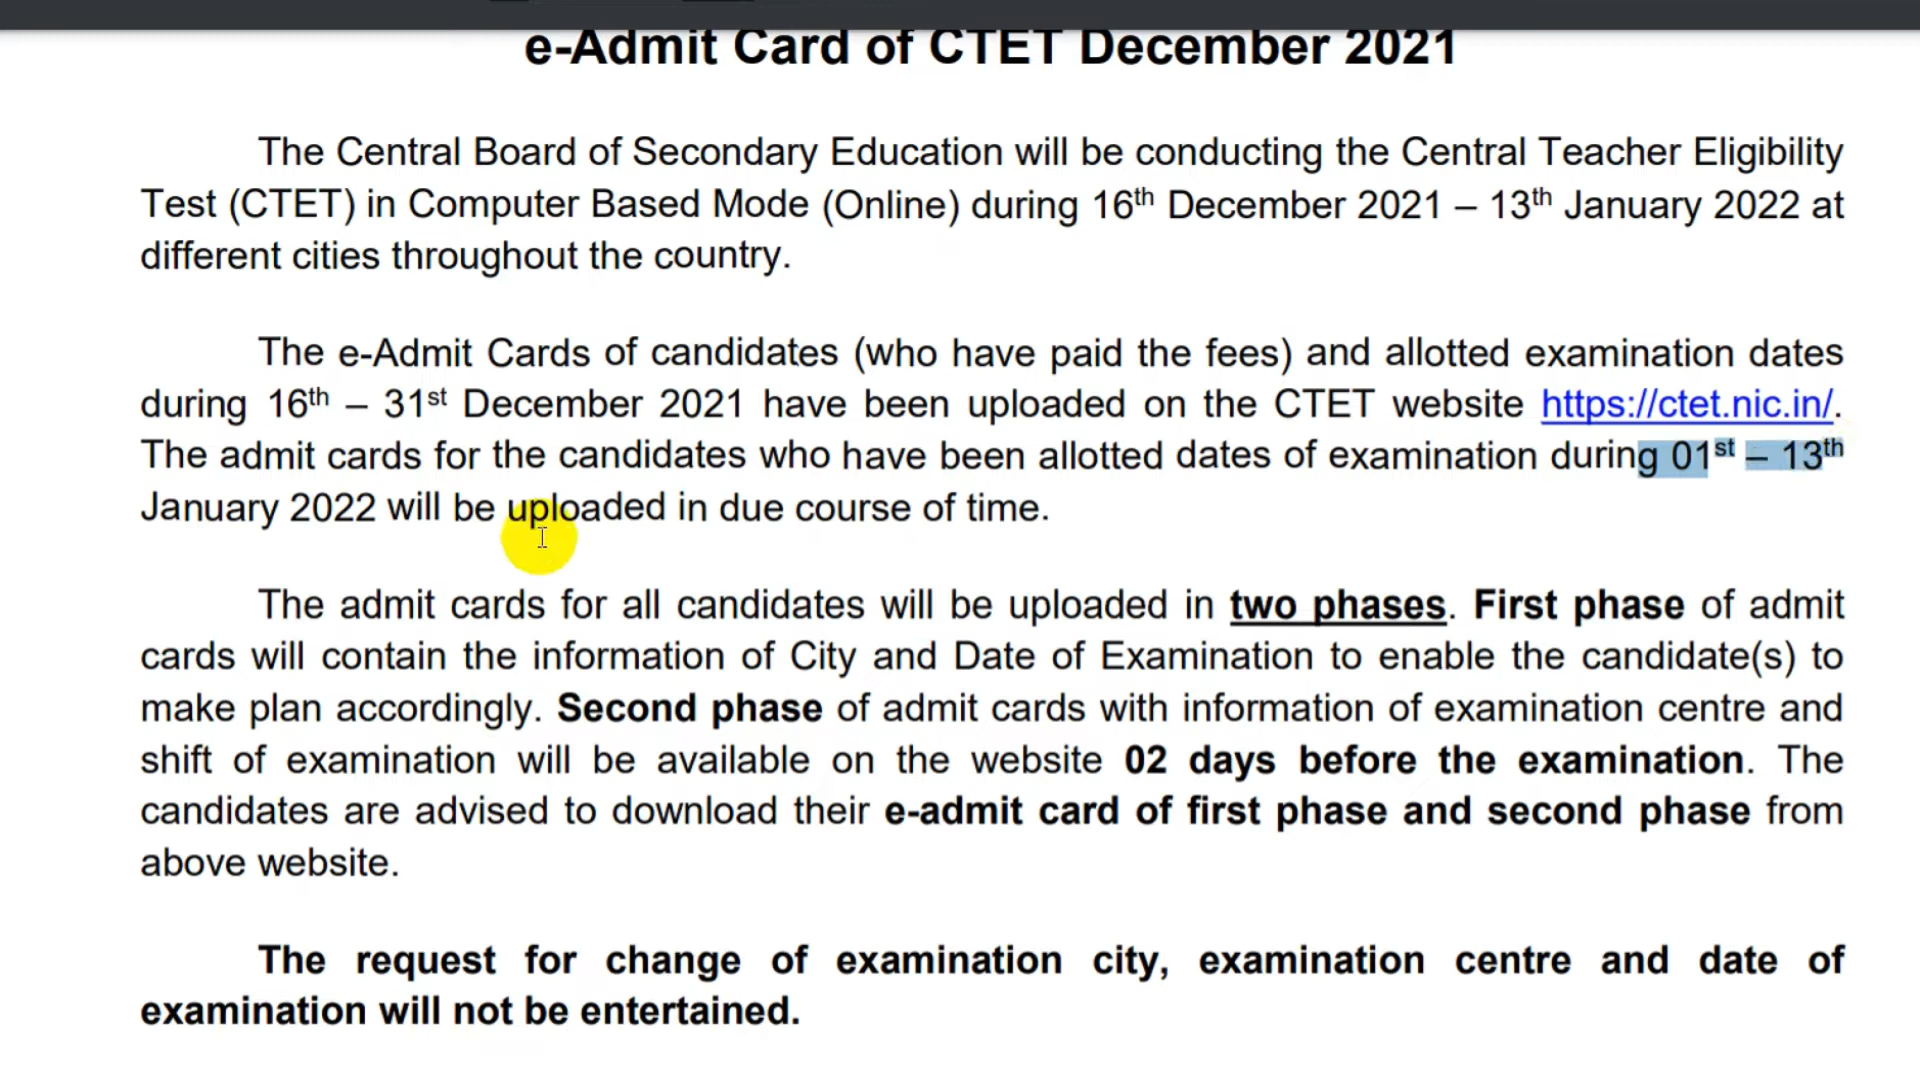 e-Admit Card of CTET December 2021
The Central Board of Secondary Education will be conducting the Central Teacher Eligibility
Test (CTET) in Computer Based Mode (Online) during 16th December 2021 – 13th January 2022 at
different cities throughout the country.
The e-Admit Cards of candidates (who have paid the fees) and allotted examination dates
during 16th – 31st December 2021 have been uploaded on the CTET website https://ctet.nic.in/.
The admit cards for the candidates who have been allotted dates of examination during 01st – 13th
January 2022 will be uploaded in due course of time.
The admit cards for all candidates will be uploaded in two phases. First phase of admit
cards will contain the information of City and Date of Examination to enable the candidate(s) to
make plan accordingly. Second phase of admit cards with information of examination centre and
shift of examination will be available on the website 02 days before the examination. The
candidates are advised to download their e-admit card of first phase and second phase from
above website.
The request for change of examination city, examination centre and date of
examination will not be entertained.